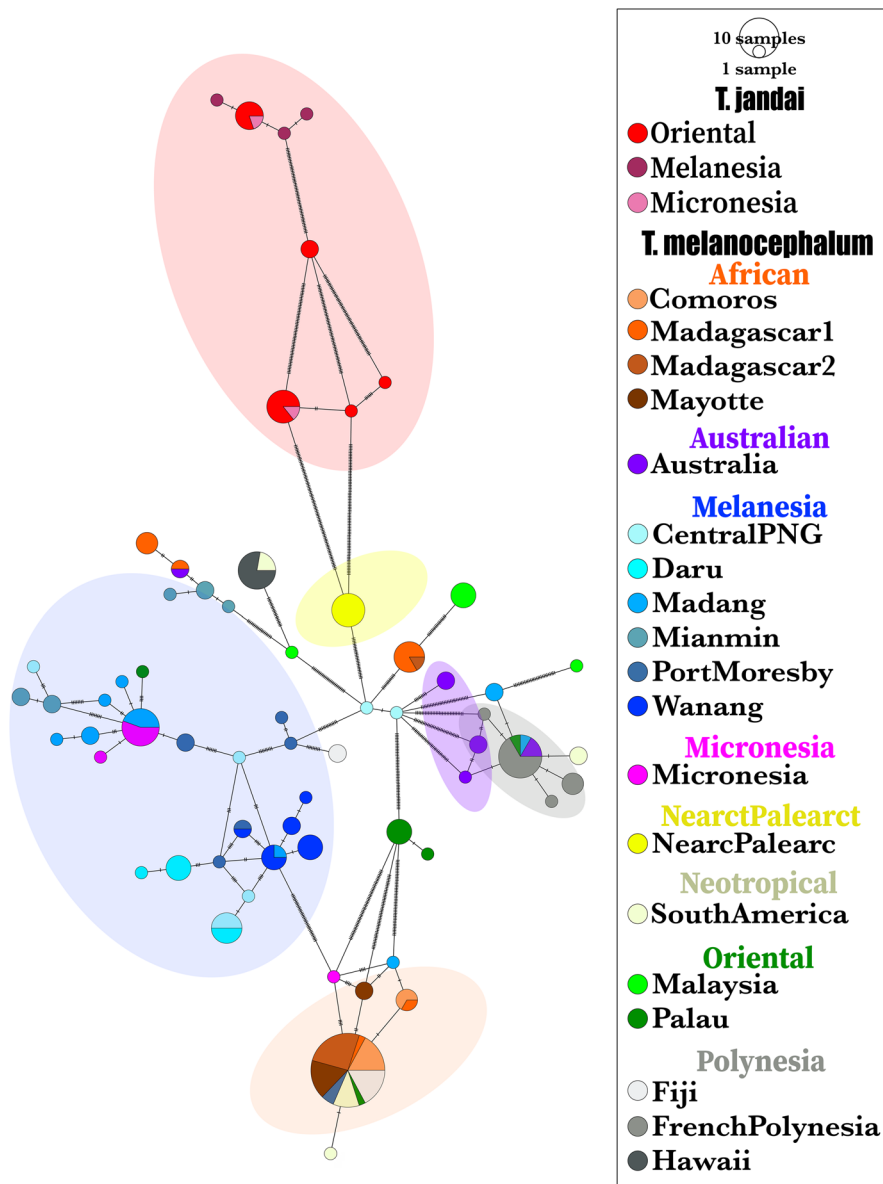 10 samples
1 sample
T. jandai
Oriental
Melanesia
Micronesia
T. melanocephalum
African
Comoros
Madagascar1
Madagascar2
Mayotte
Australian
Australia
Melanesia
CentralPNG
Daru
Madang
Mianmin
PortMoresby
Wanang
Micronesia
Micronesia
NearctPalearct
NearcPalearc
Neotropical
SouthAmerica
Oriental
Malaysia
Palau
Polynesia
Fiji
FrenchPolynesia
Hawaii